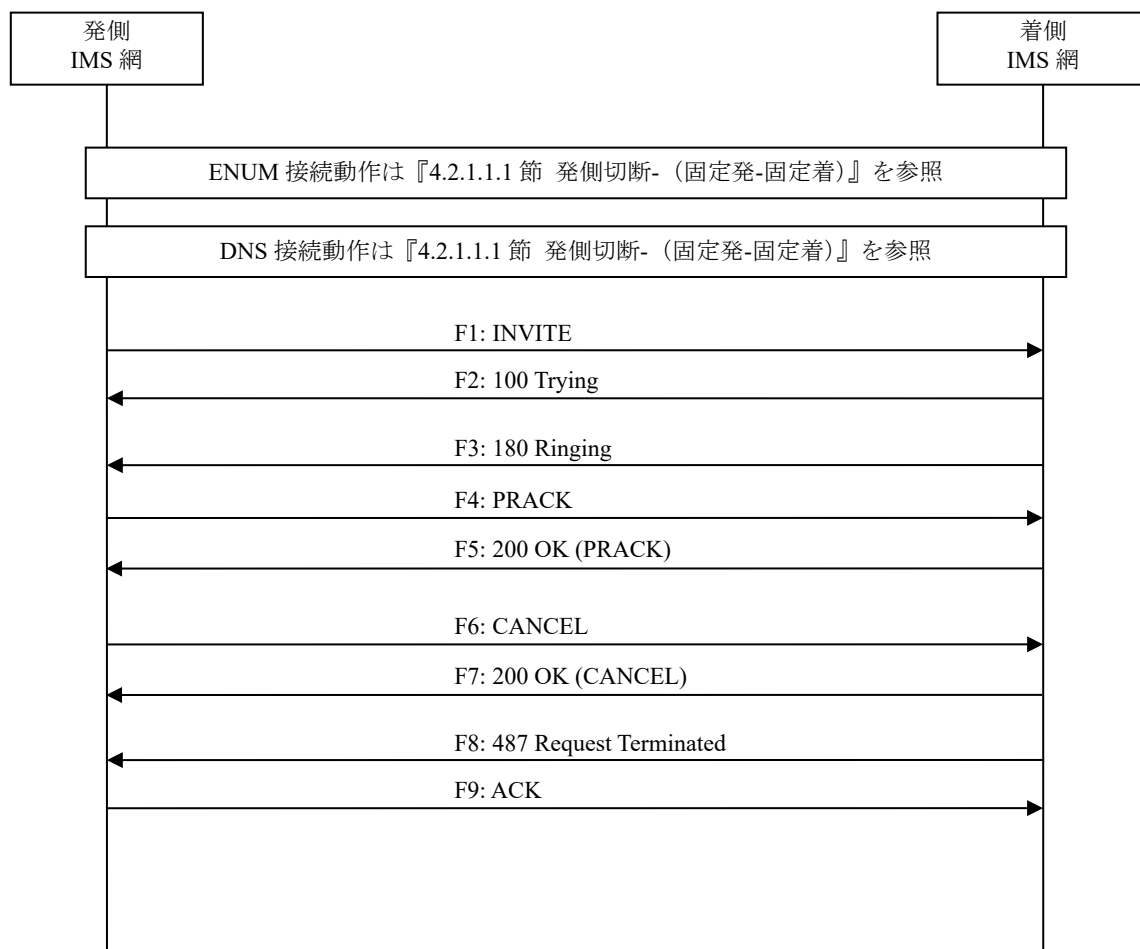 発側
IMS 網
着側
IMS 網
ENUM 接続動作は『4.2.1.1.1 節 発側切断-（固定発-固定着）』を参照
DNS 接続動作は『4.2.1.1.1 節 発側切断-（固定発-固定着）』を参照
F1: INVITE
F2: 100 Trying
F3: 180 Ringing
F4: PRACK
F5: 200 OK (PRACK)
F6: CANCEL
F7: 200 OK (CANCEL)
F8: 487 Request Terminated
F9: ACK